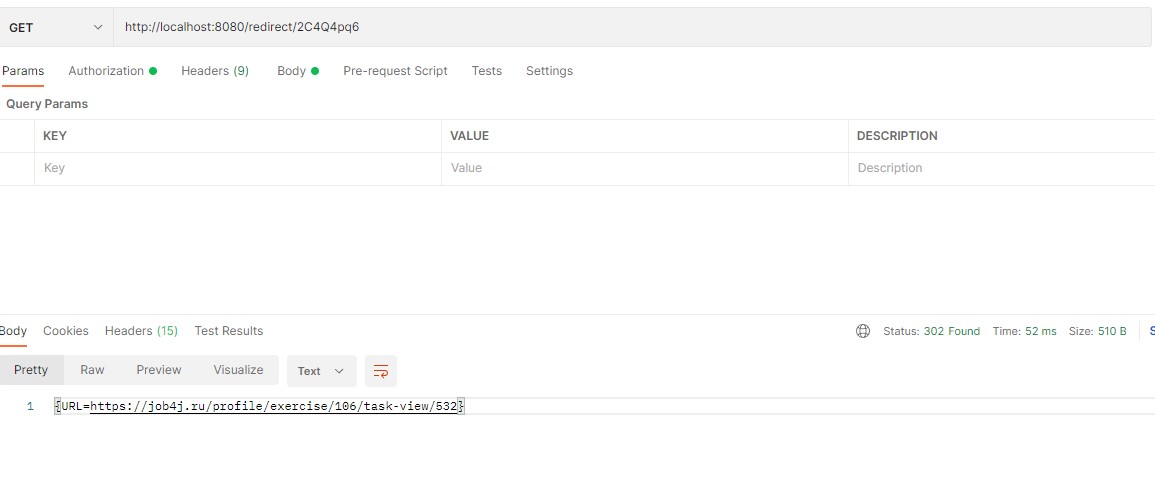 GET http://localhost:8080/redirect/2C4Q4pq6
Params Authorization Headers (9) Body Pre-request Script Tests Settings
Query Params
KEY VALUE DESCRIPTION
Key Value Description
Body Cookies Headers (15) Test Results Status: 302 Found Time: 52 ms Size: 510 B S
Pretty Raw Preview Visualize Text
1 {URL=https://job4j.ru/profile/exercise/106/task-view/532}